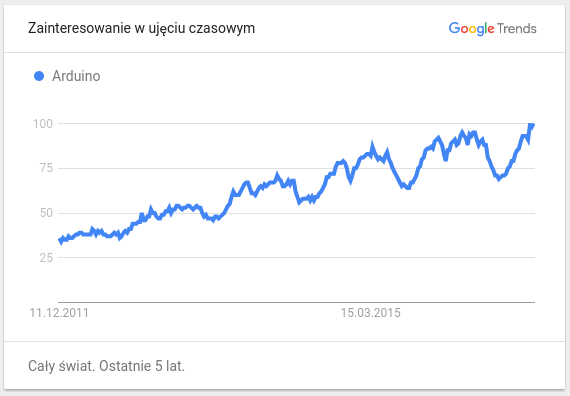 Zainteresowanie w ujęciu czasowym
Google Trends
Arduino
100
75
50
25
11.12.2011
15.03.2015
Cały świat. Ostatnie 5 lat.